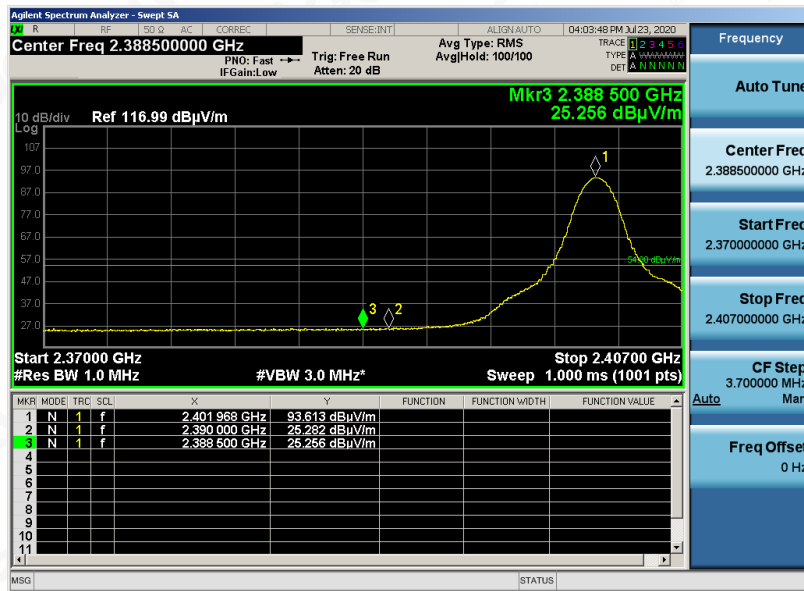 Agilent Spectrum Analyzer - Swept SA
LXI R RF 50 Ω AC CORREC SENSE:INT ALIGN AUTO 04:03:48 PM Jul 23, 2020
Center Freq 2.388500000 GHz
PNO: Fast
IFGain:Low
Trig: Free Run
Atten: 20 dB
Avg Type: RMS
Avg|Hold: 100/100
TRACE 1 2 3 4 5 6
TYPE A WWWWW
DET A N N N N N
Mkr3 2.388 500 GHz
25.256 dBµV/m
10 dB/div Ref 116.99 dBµV/m
Log
107
97.0
87.0
77.0
67.0
57.0
47.0
37.0
27.0
1
54.00 dBµV/m
3
2
Start 2.37000 GHz Stop 2.40700 GHz
#Res BW 1.0 MHz #VBW 3.0 MHz* Sweep 1.000 ms (1001 pts)
MKR MODE TRC SCL X Y FUNCTION FUNCTION WIDTH FUNCTION VALUE
1 N 1 f 2.401 968 GHz 93.613 dBµV/m
2 N 1 f 2.390 000 GHz 25.282 dBµV/m
3 N 1 f 2.388 500 GHz 25.256 dBµV/m
4
5
6
7
8
9
10
11
MSG STATUS
Frequency
Auto Tune
Center Freq
2.388500000 GHz
Start Freq
2.370000000 GHz
Stop Freq
2.407000000 GHz
CF Step
3.700000 MHz
Auto Man
Freq Offset
0 Hz